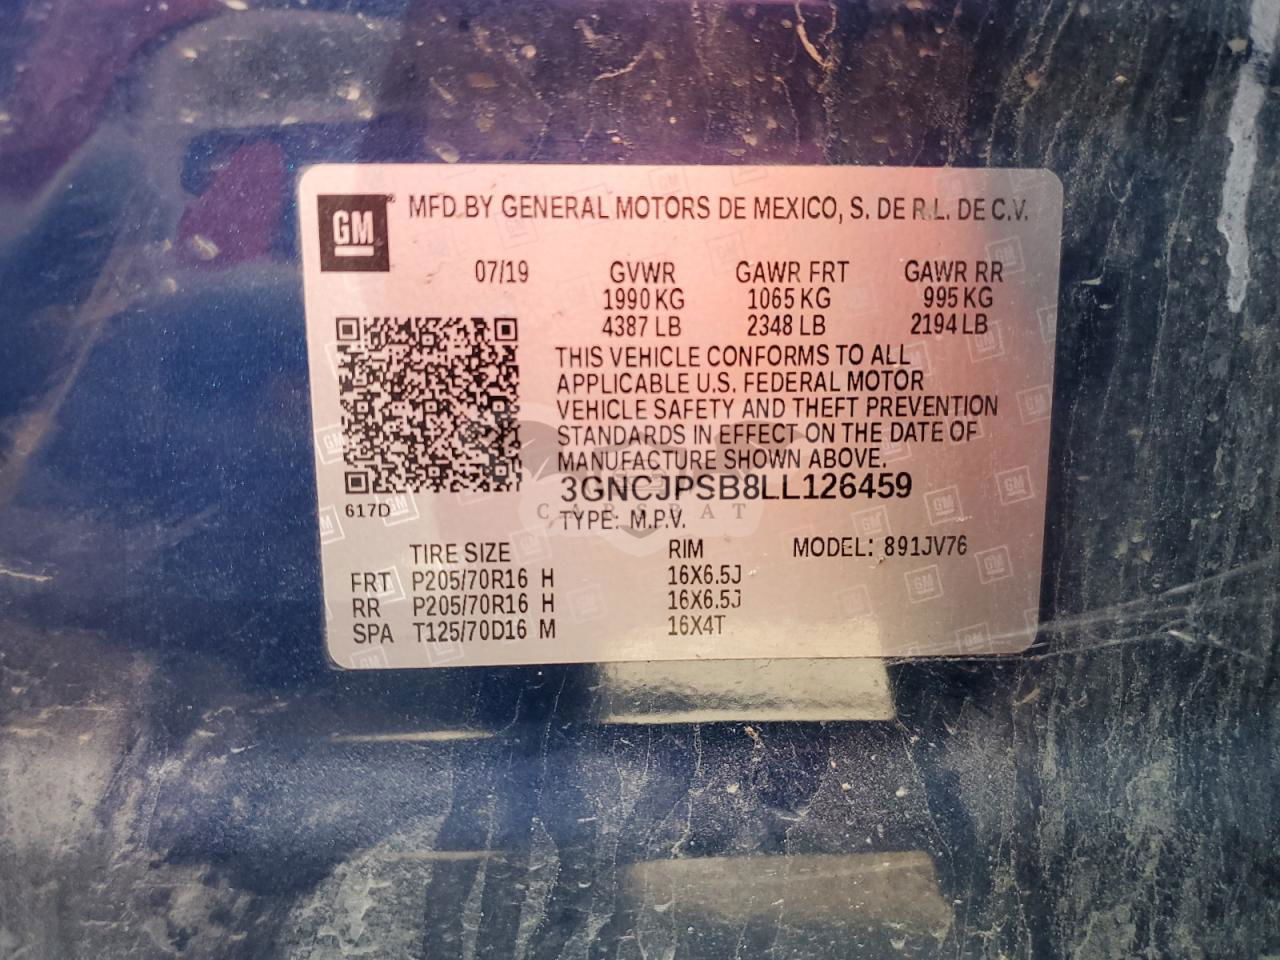 GM
MFD.BY GENERAL MOTORS DE MEXICO, S. DE R.L. DE C.V.
07/19 GVWR GAWR FRT GAWR RR
1990 KG 1065 KG 995 KG
4387 LB 2348 LB 2194 LB
THIS VEHICLE CONFORMS TO ALL
APPLICABLE U.S. FEDERAL MOTOR
VEHICLE SAFETY AND THEFT PREVENTION
STANDARDS IN EFFECT ON THE DATE OF
MANUFACTURE SHOWN ABOVE.
3GNCJPSB8LL126459
617D
CARSPAT
TYPE: M.P.V.
TIRE SIZE RIM MODEL: 891JV76
FRT P205/70R16 H 16X6.5J
RR P205/70R16 H 16X6.5J
SPA T125/70D16 M 16X4T